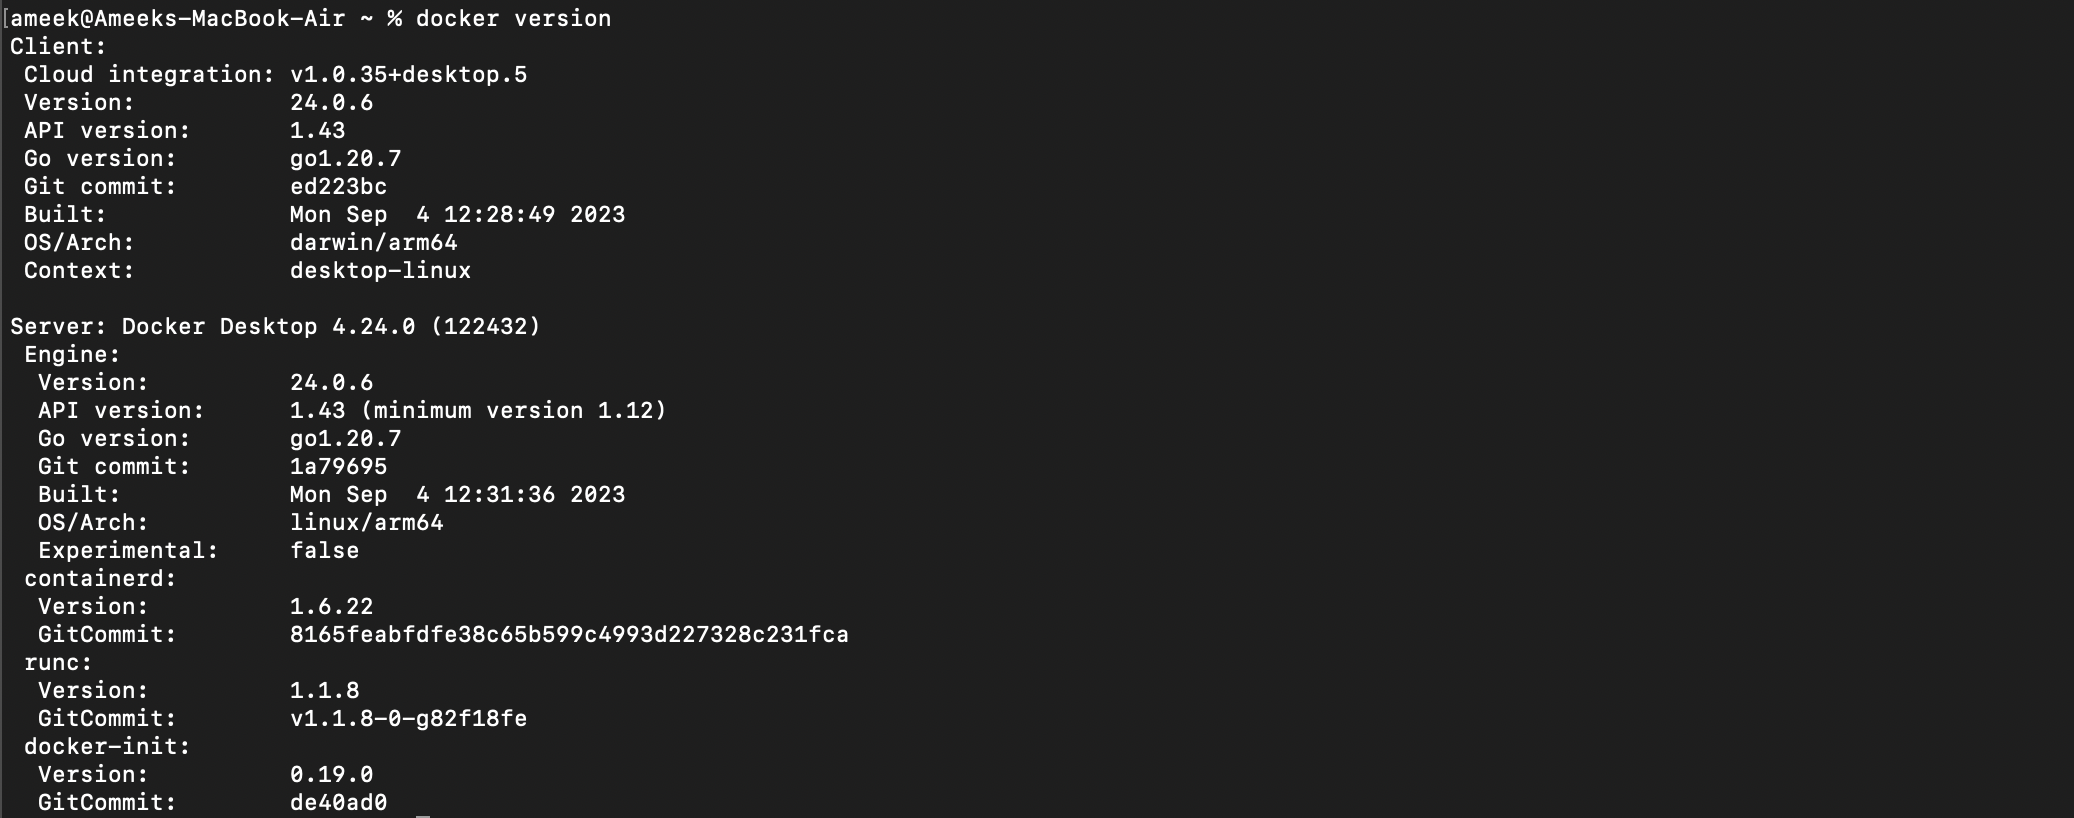 [ameek@Ameeks-MacBook-Air ~ % docker version
Client:
 Cloud integration: v1.0.35+desktop.5
 Version:           24.0.6
 API version:       1.43
 Go version:        go1.20.7
 Git commit:        ed223bc
 Built:             Mon Sep  4 12:28:49 2023
 OS/Arch:           darwin/arm64
 Context:           desktop-linux

Server: Docker Desktop 4.24.0 (122432)
 Engine:
  Version:          24.0.6
  API version:      1.43 (minimum version 1.12)
  Go version:       go1.20.7
  Git commit:       1a79695
  Built:            Mon Sep  4 12:31:36 2023
  OS/Arch:          linux/arm64
  Experimental:     false
 containerd:
  Version:          1.6.22
  GitCommit:        8165feabfdfe38c65b599c4993d227328c231fca
 runc:
  Version:          1.1.8
  GitCommit:        v1.1.8-0-g82f18fe
 docker-init:
  Version:          0.19.0
  GitCommit:        de40ad0